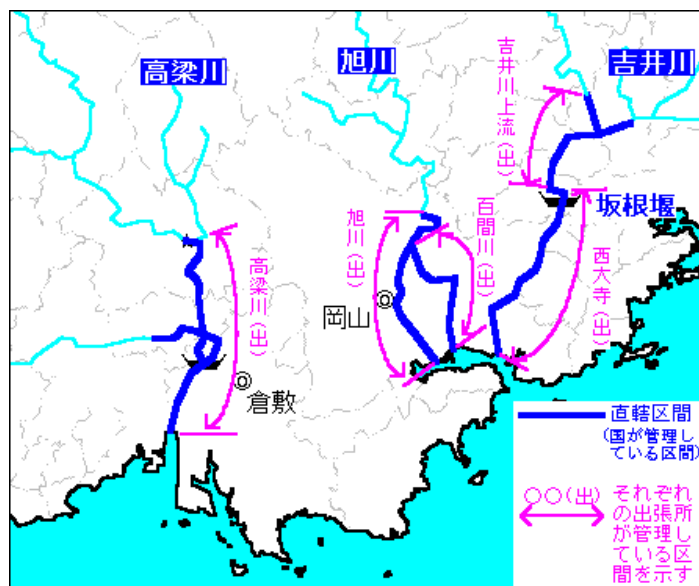 高梁川
旭川
吉井川
吉井川上流(出)
坂根堰
百間川(出)
旭川(出)
西大寺(出)
高梁川(出)
岡山
倉敷
直轄区間
(国が管理し
ている区間)
○○(出)
それぞれ
の出張所
が管理し
ている区
間を示す